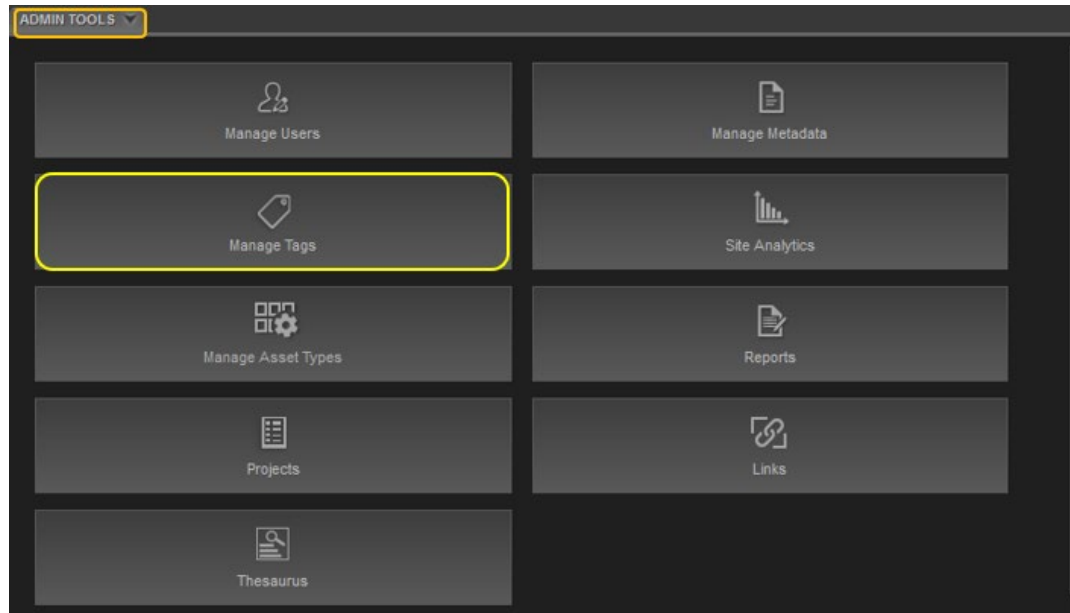 ADMIN TOOLS
Manage Users
Manage Metadata
Manage Tags
Site Analytics
Manage Asset Types
Reports
Projects
Links
Thesaurus